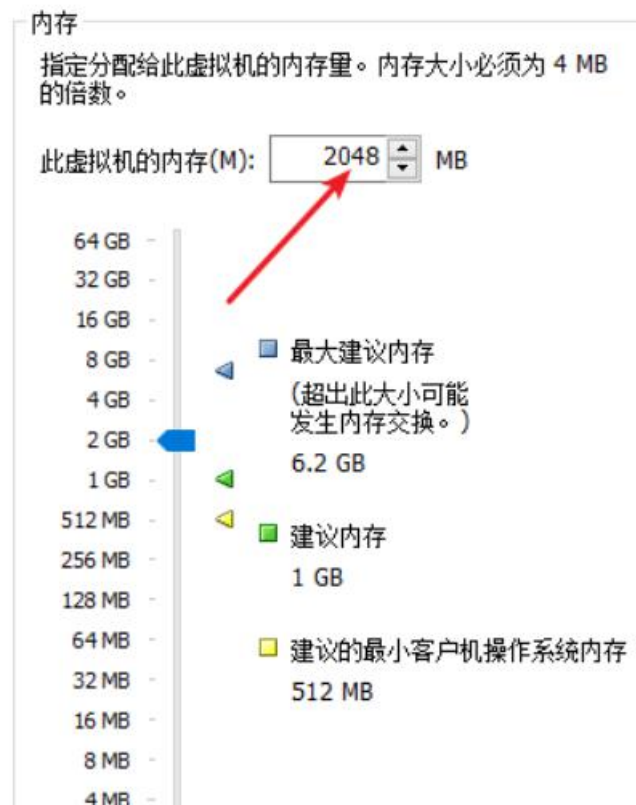 内存
指定分配给此虚拟机的内存量。内存大小必须为 4 MB
的倍数。
此虚拟机的内存(M): 2048 MB
64 GB
32 GB
16 GB
8 GB
4 GB
2 GB
1 GB
512 MB
256 MB
128 MB
64 MB
32 MB
16 MB
8 MB
4 MB
最大建议内存
(超出此大小可能
发生内存交换。)
6.2 GB
建议内存
1 GB
建议的最小客户机操作系统内存
512 MB